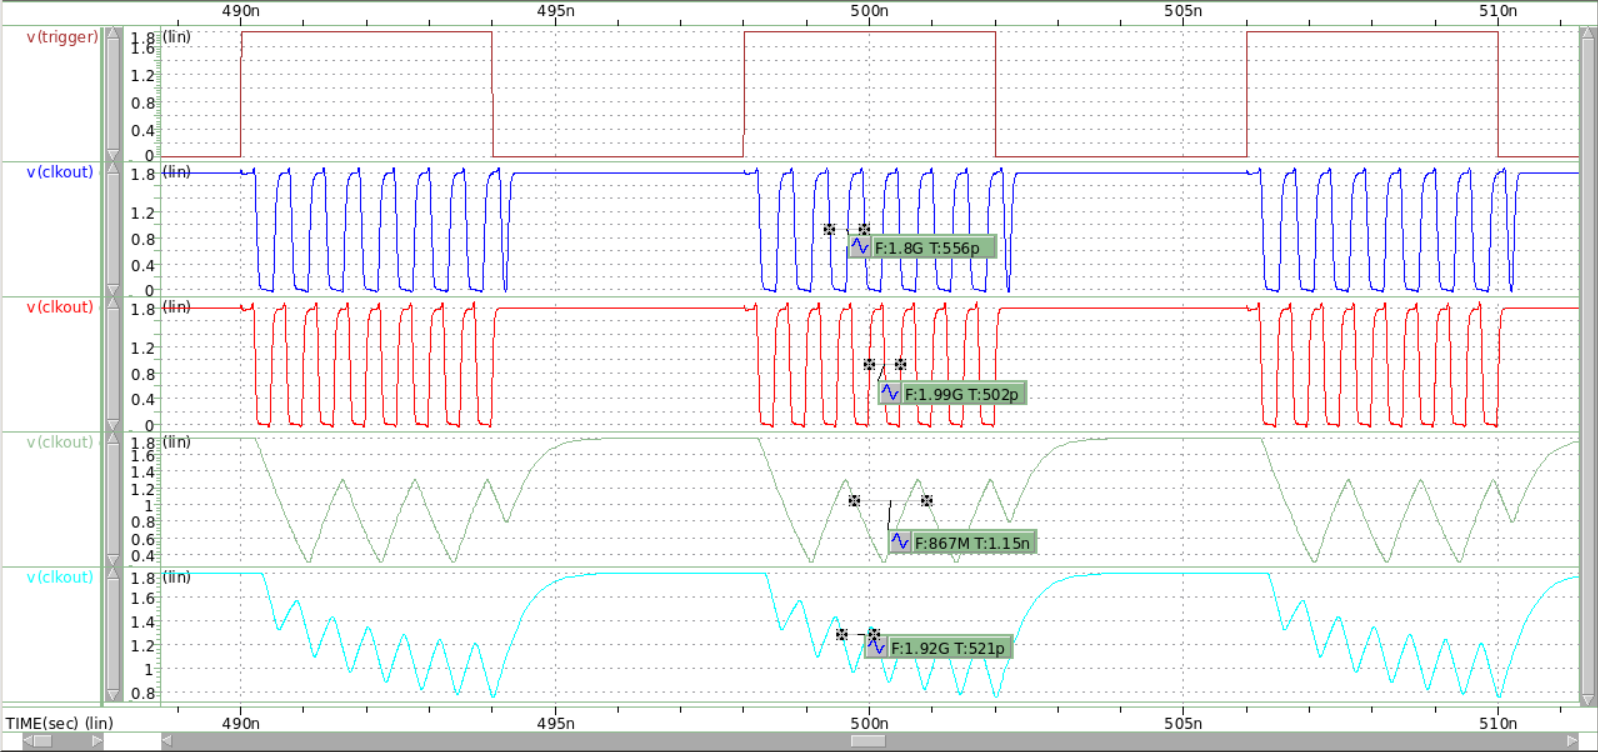 490n 495n 500n 505n 510n
v(trigger) 1.8 (lin)
1.6
1.2
0.8
0.4
0
v(clkout) 1.8 (lin)
1.2
0.8
F:1.8G T:556p
0.4
0
v(clkout) 1.8 (lin)
1.2
0.8
F:1.99G T:502p
0.4
0
v(clkout) 1.8 (lin)
1.6
1.4
1.2
1
0.8
0.6
F:867M T:1.15n
0.4
v(clkout) 1.8 (lin)
1.6
1.4
1.2
F:1.92G T:521p
1
0.8
TIME(sec) (lin) 490n 495n 500n 505n 510n